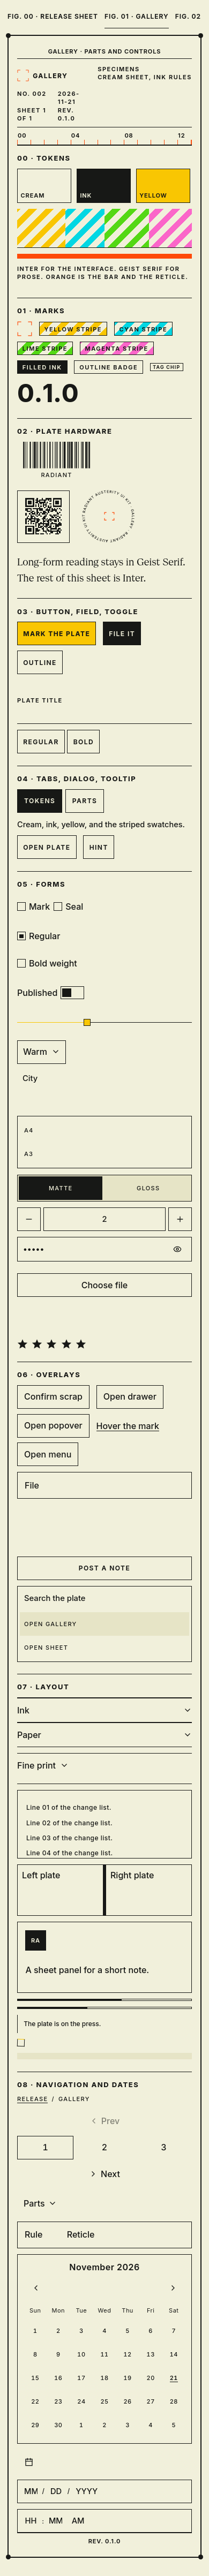 FIG. 00 · RELEASE SHEET FIG. 01 · GALLERY FIG. 02
GALLERY · PARTS AND CONTROLS
GALLERY
SPECIMENS
CREAM SHEET, INK RULES
NO. 002 2026-11-21
SHEET 1 OF 1 REV. 0.1.0
00 04 08 12
00 · TOKENS
CREAM INK YELLOW
INTER FOR THE INTERFACE. GEIST SERIF FOR
PROSE. ORANGE IS THE BAR AND THE RETICLE.
01 · MARKS
YELLOW STRIPE CYAN STRIPE
LIME STRIPE MAGENTA STRIPE
FILLED INK OUTLINE BADGE TAG CHIP
0.1.0
02 · PLATE HARDWARE
RADIANT
RADIANT AUSTERITY UI KIT · RADIANT AUSTERITY UI KIT ·
Long-form reading stays in Geist Serif.
The rest of this sheet is Inter.
03 · BUTTON, FIELD, TOGGLE
MARK THE PLATE FILE IT
OUTLINE
PLATE TITLE
REGULAR BOLD
04 · TABS, DIALOG, TOOLTIP
TOKENS PARTS
Cream, ink, yellow, and the striped swatches.
OPEN PLATE HINT
05 · FORMS
Mark Seal
Regular
Bold weight
Published
Warm
City
A4
A3
MATTE GLOSS
2
Choose file
06 · OVERLAYS
Confirm scrap Open drawer
Open popover Hover the mark
Open menu
File
POST A NOTE
Search the plate
OPEN GALLERY
OPEN SHEET
07 · LAYOUT
Ink
Paper
Fine print
Line 01 of the change list.
Line 02 of the change list.
Line 03 of the change list.
Line 04 of the change list.
Left plate Right plate
RA
A sheet panel for a short note.
The plate is on the press.
08 · NAVIGATION AND DATES
RELEASE / GALLERY
Prev
1 2 3
Next
Parts
Rule Reticle
November 2026
Sun Mon Tue Wed Thu Fri Sat
1 2 3 4 5 6 7
8 9 10 11 12 13 14
15 16 17 18 19 20 21
22 23 24 25 26 27 28
29 30 1 2 3 4 5
MM / DD / YYYY
HH : MM AM
REV. 0.1.0